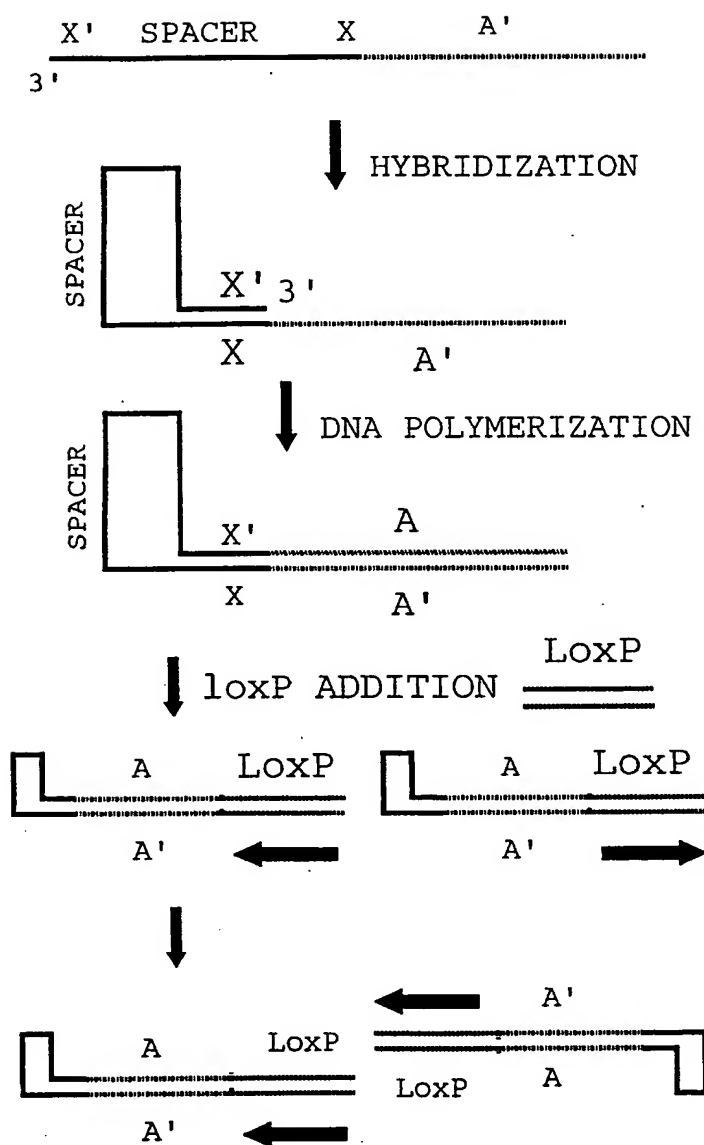 X' SPACER X A'
3'
HYBRIDIZATION
SPACER
X' 3'
X A'
DNA POLYMERIZATION
SPACER
X' A
X A'
LoxP
loxP ADDITION
A LoxP A LoxP
A' A'
A'
A LoxP
LoxP A
A'